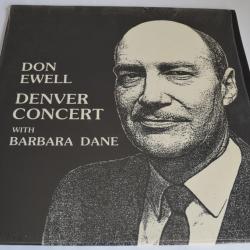 DON
EWELL
DENVER
CONCERT
WITH
BARBARA DANE